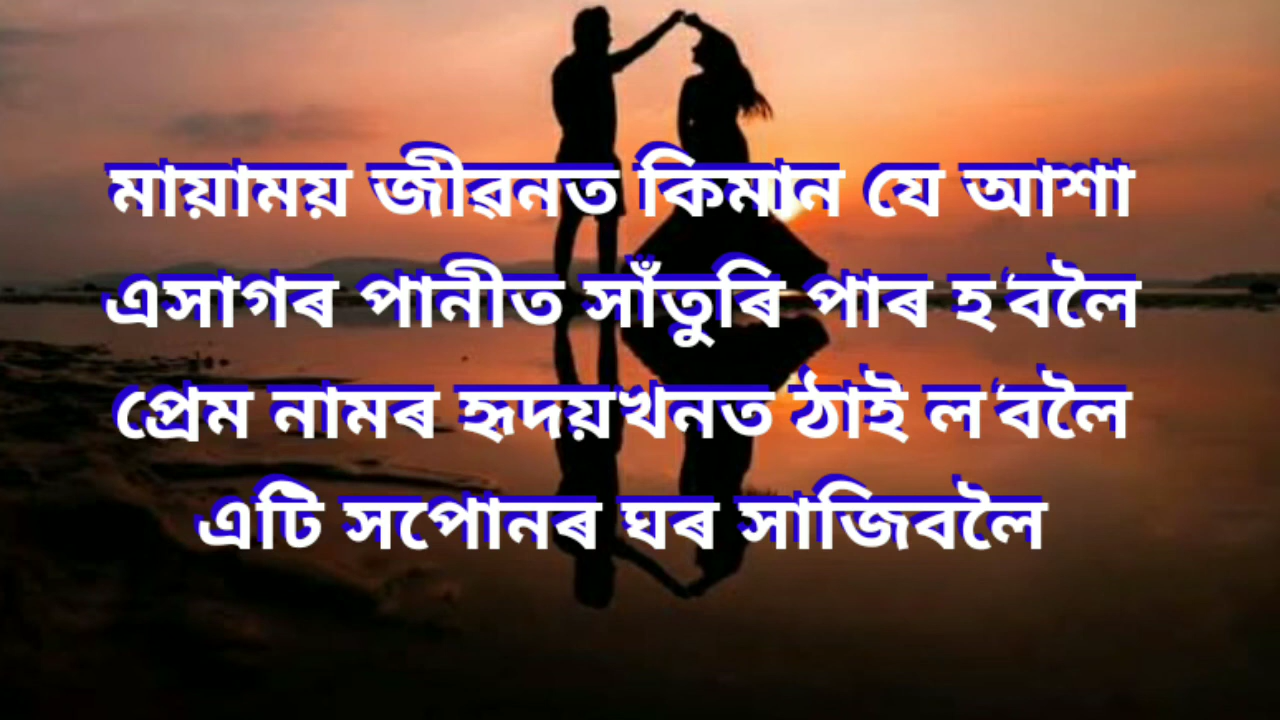 মায়াময় জীৱনত কিমান যে আশা
এসাগৰ পানীত সাঁতুৰি পাৰ হ‘বলৈ
প্ৰেম নামৰ হৃদয়খনত ঠাই ল‘বলৈ
এটি সপোনৰ ঘৰ সাজিবলৈ